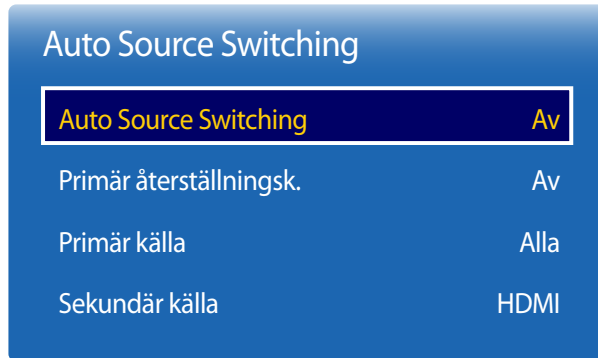 Auto Source Switching
Auto Source Switching Av
Primär återställningsk. Av
Primär källa Alla
Sekundär källa HDMI